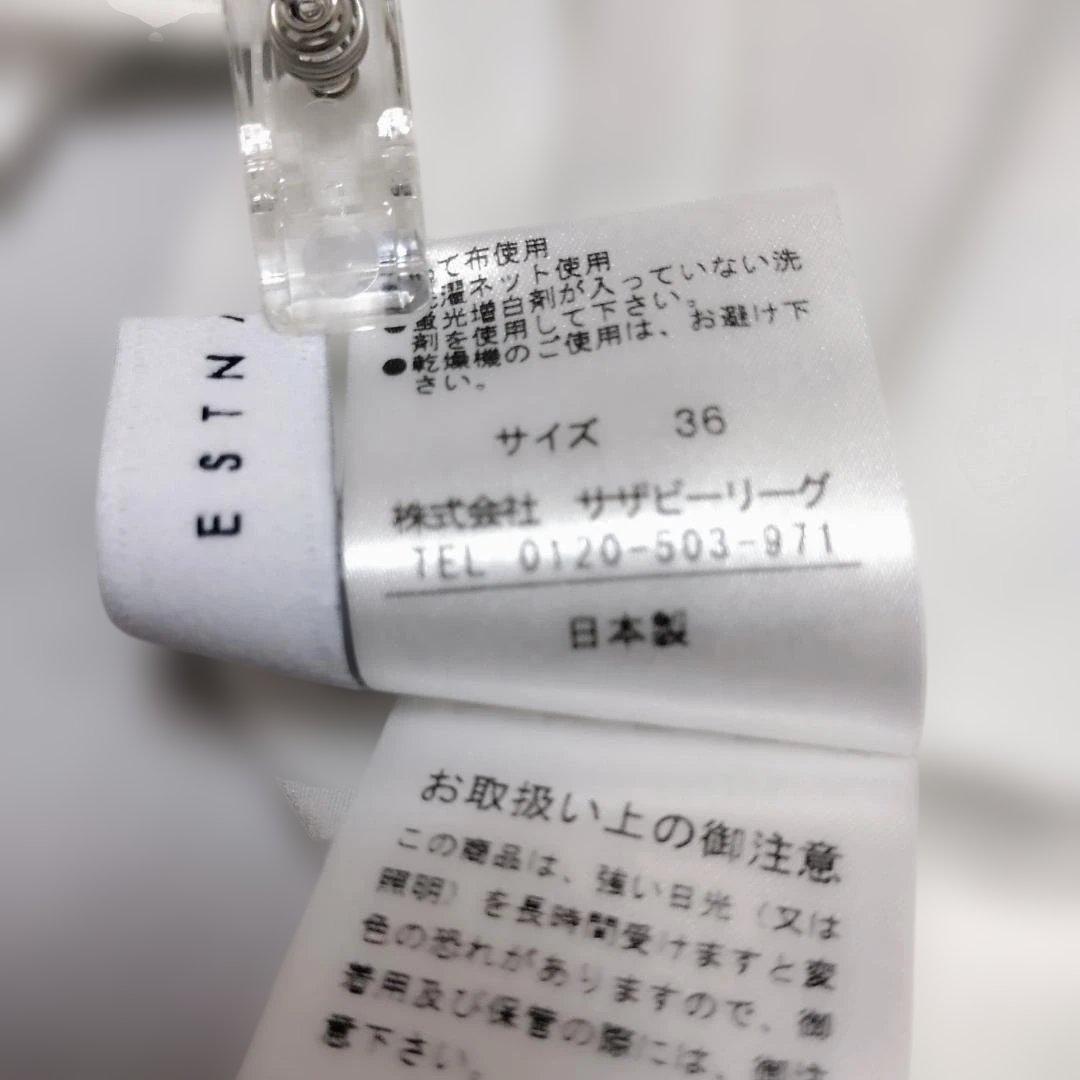 ESTNA
て布使用
濯ネット使用
蛍光増白剤が入っていない洗
剤を使用して下さい。
●乾燥機のご使用は、お避け下
さい。
サイズ 36
株式会社 サザビーリーグ
TEL 0120-503-971
日本製
お取扱い上の御注意
この商品は、強い日光（又は
照明）を長時間受けますと変
色の恐れがありますので、御
着用及び保管の際には、御注
意下さい。